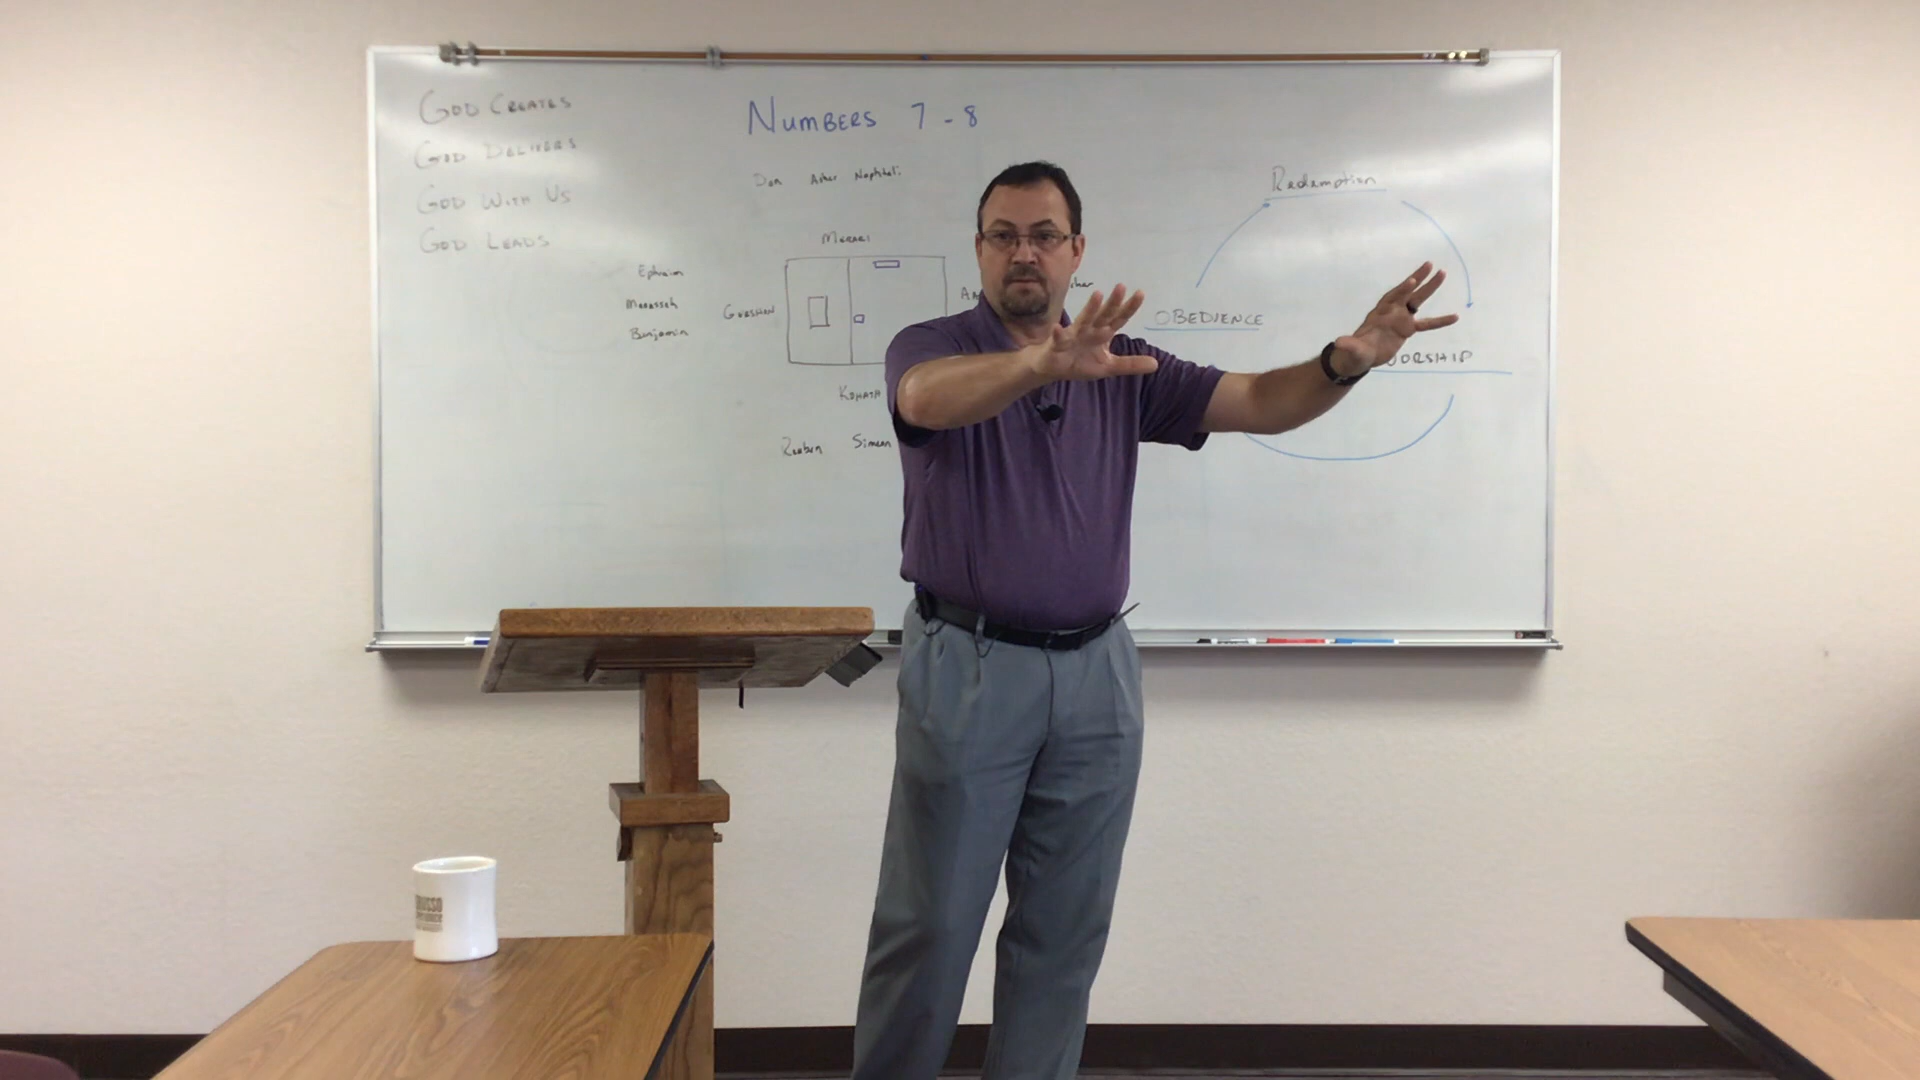 GOD CREATES
GOD DELIVERS
GOD WITH US
GOD LEADS
NUMBERS 7-8
Dan Asher Naphtali
MERARI
Ephraim
Manasseh
Benjamin
GERSHON
KOHATH
Reuben Simeon
Redemption
OBEDIENCE
WORSHIP